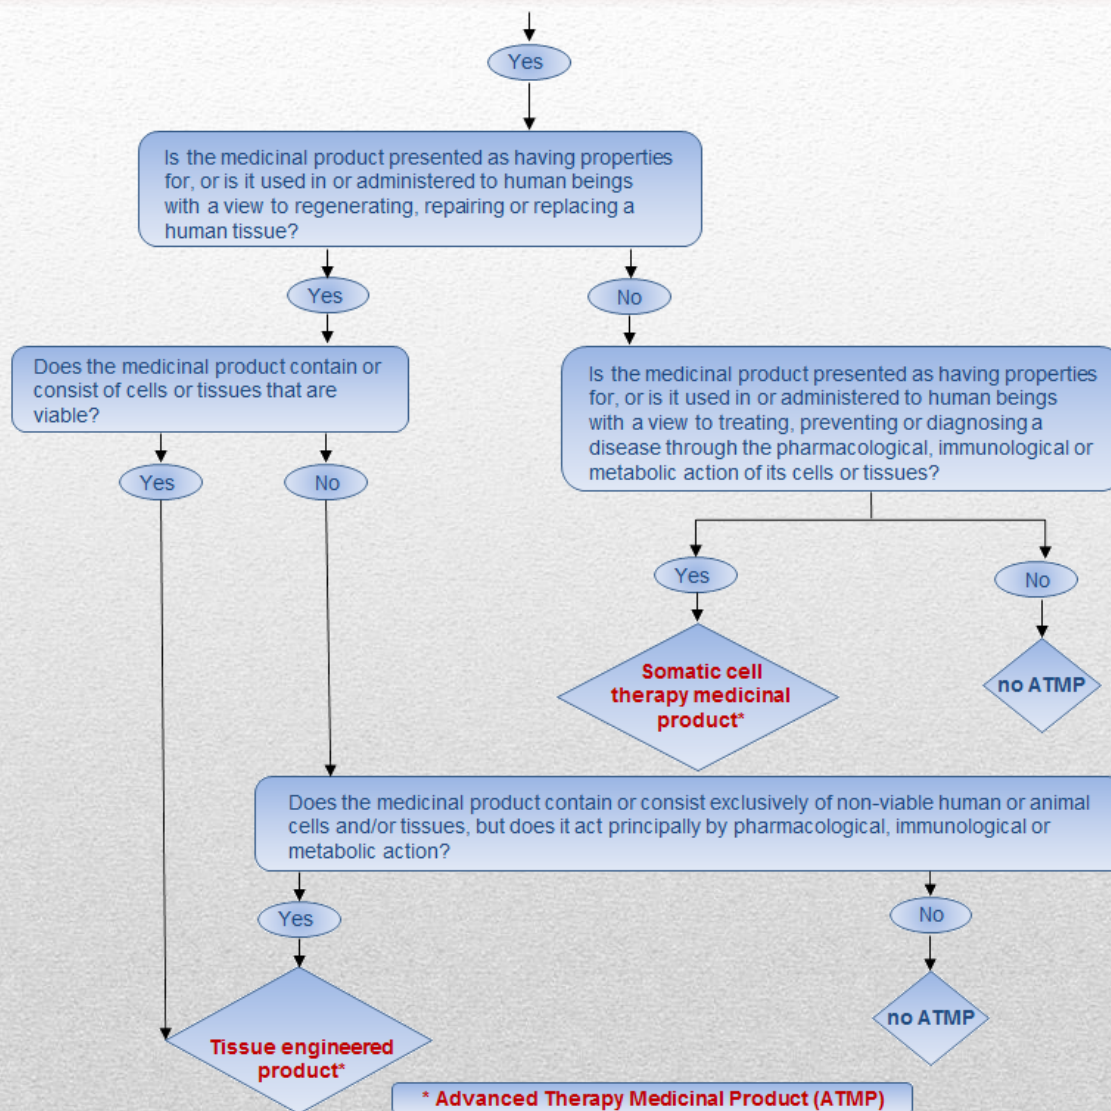 Yes
Is the medicinal product presented as having properties
for, or is it used in or administered to human beings
with a view to regenerating, repairing or replacing a
human tissue?
Yes
No
Does the medicinal product contain or
consist of cells or tissues that are
viable?
Is the medicinal product presented as having properties
for, or is it used in or administered to human beings
with a view to treating, preventing or diagnosing a
disease through the pharmacological, immunological or
metabolic action of its cells or tissues?
Yes
No
Yes
No
Somatic cell
therapy medicinal
product*
no ATMP
Does the medicinal product contain or consist exclusively of non-viable human or animal
cells and/or tissues, but does it act principally by pharmacological, immunological or
metabolic action?
Yes
No
Tissue engineered
product*
no ATMP
* Advanced Therapy Medicinal Product (ATMP)